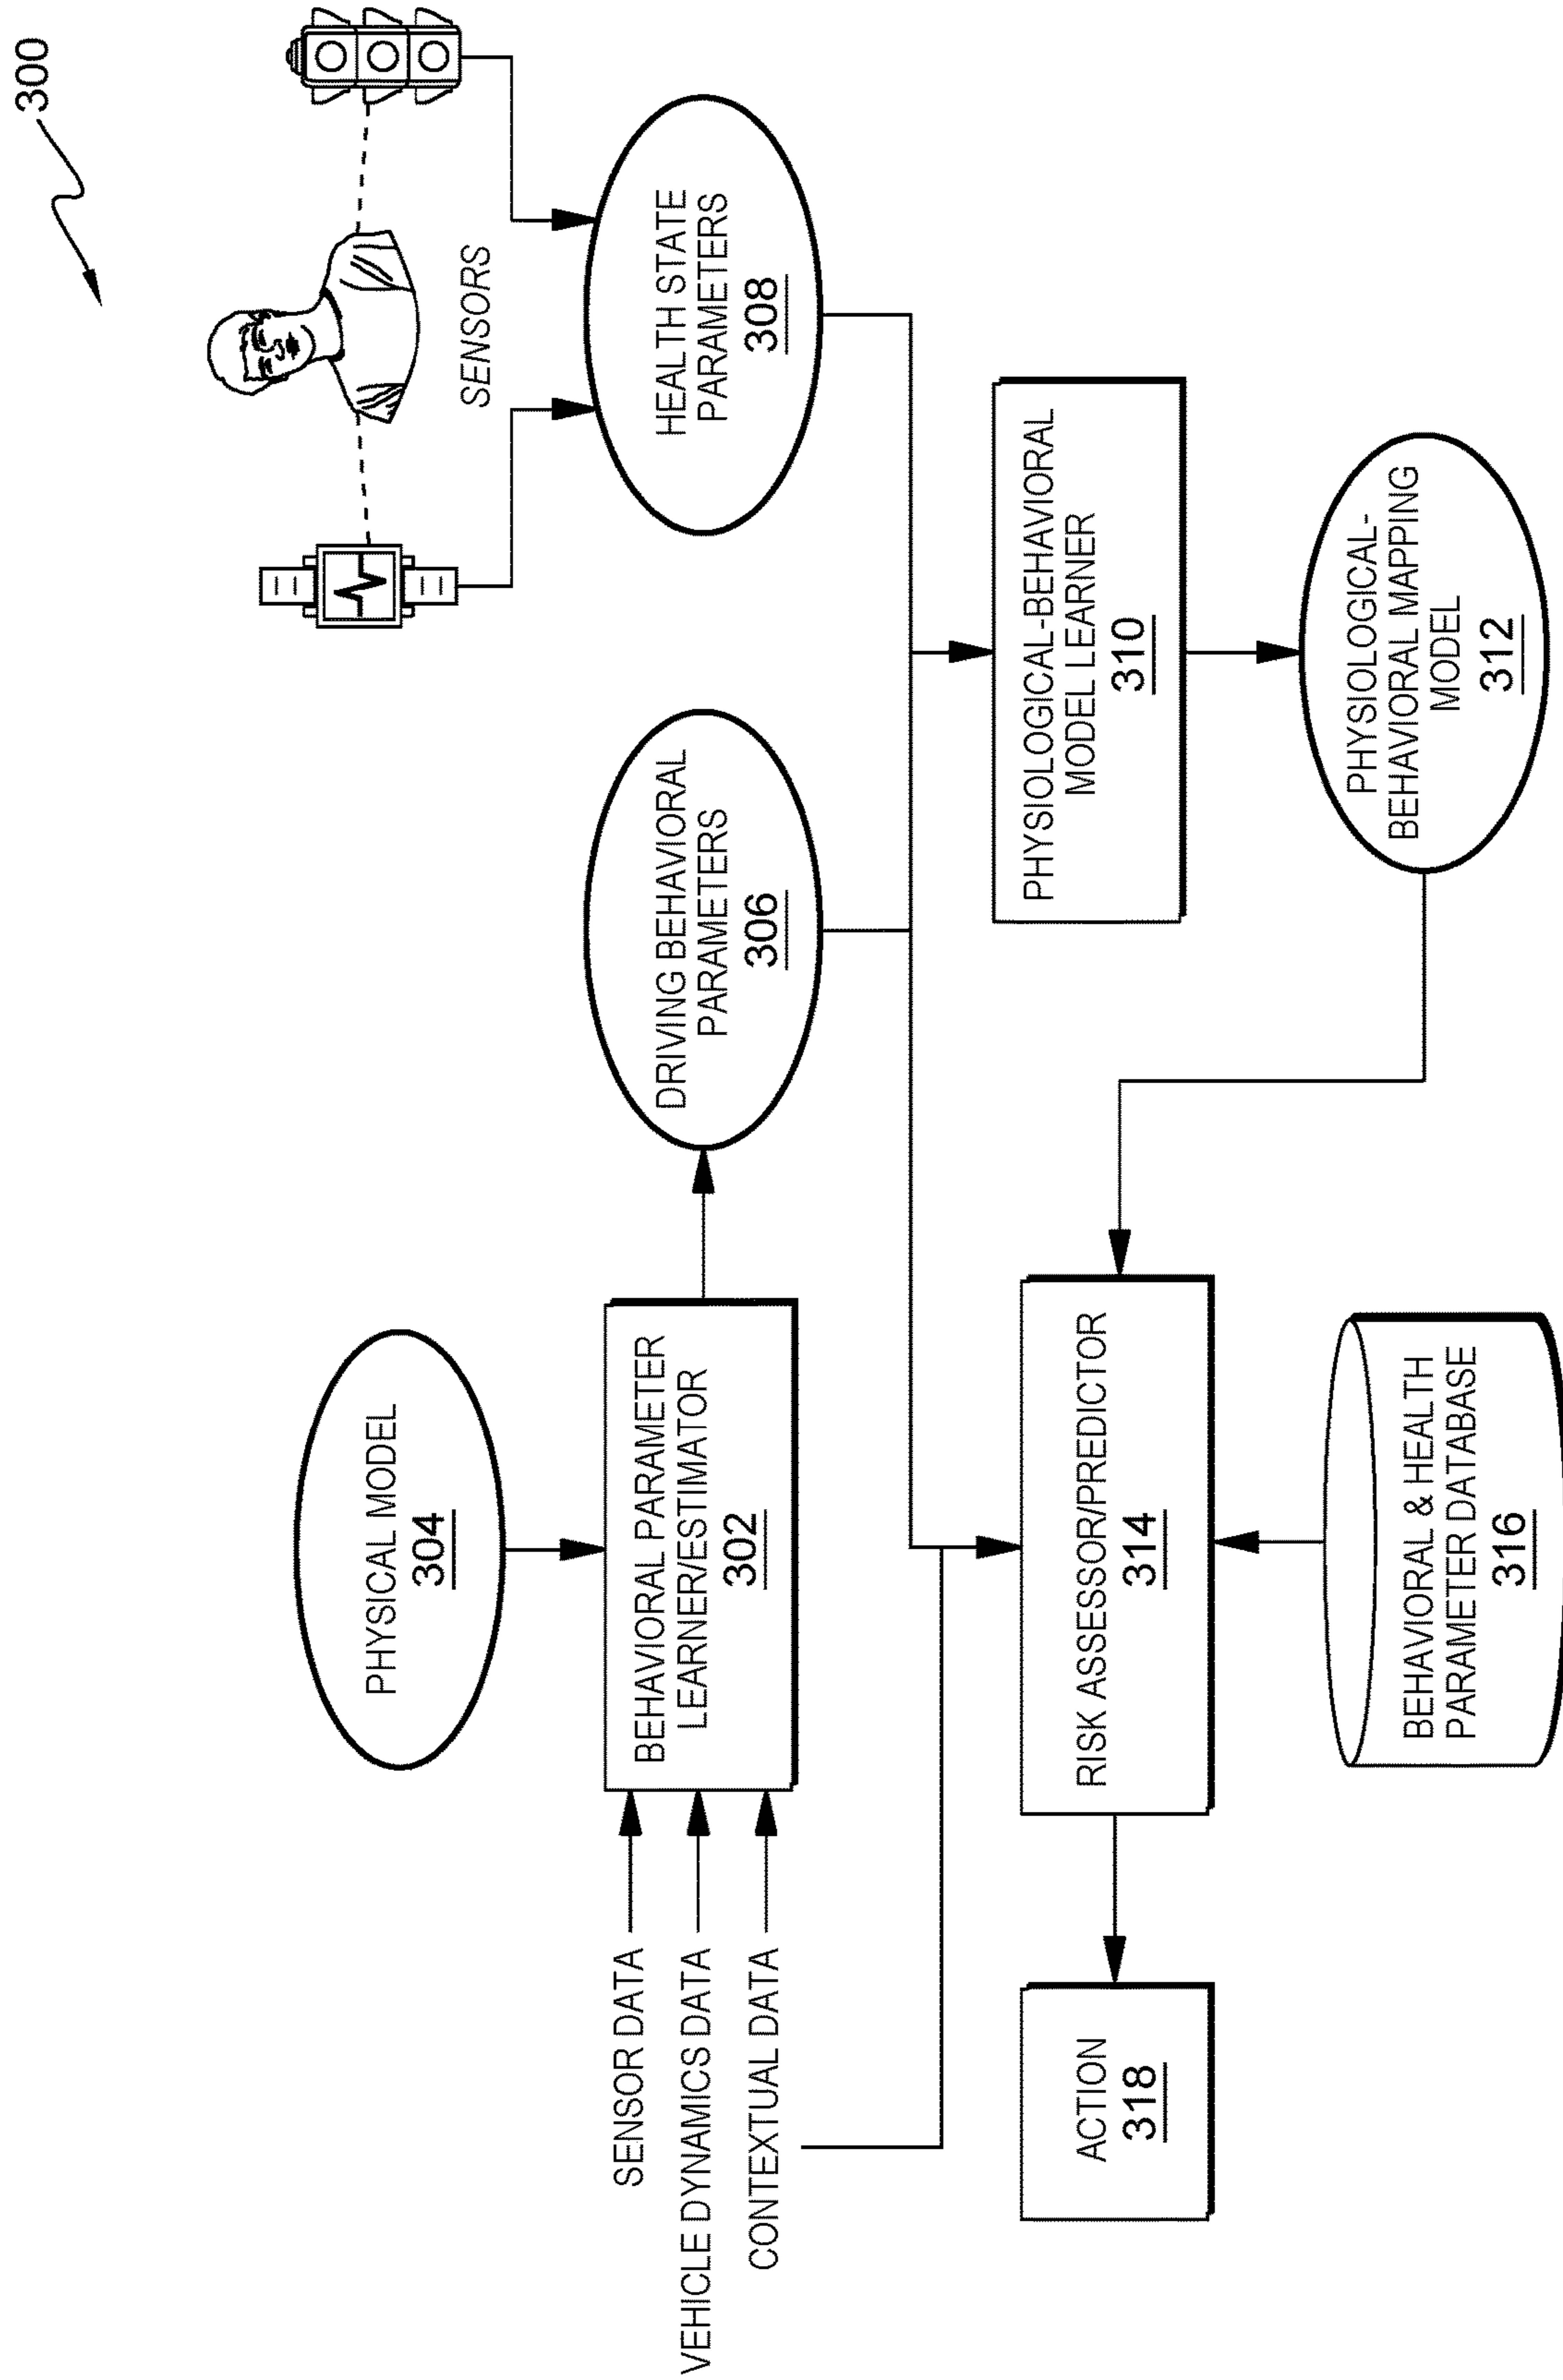 300
SENSORS
PHYSICAL MODEL
304
SENSOR DATA
VEHICLE DYNAMICS DATA
CONTEXTUAL DATA
BEHAVIORAL PARAMETER
LEARNER/ESTIMATOR
302
DRIVING BEHAVIORAL
PARAMETERS
306
HEALTH STATE
PARAMETERS
308
PHYSIOLOGICAL-BEHAVIORAL
MODEL LEARNER
310
ACTION
318
RISK ASSESSOR/PREDICTOR
314
BEHAVIORAL & HEALTH
PARAMETER DATABASE
316
PHYSIOLOGICAL-
BEHAVIORAL MAPPING
MODEL
312